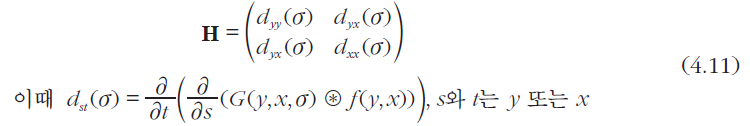 H = ( d_yy(σ) d_yx(σ)
d_yx(σ) d_xx(σ) )
(4.11)
이때 d_st(σ) = ∂/∂t ( ∂/∂s (G(y,x,σ) ⊛ f(y,x)) ), s와 t는 y 또는 x